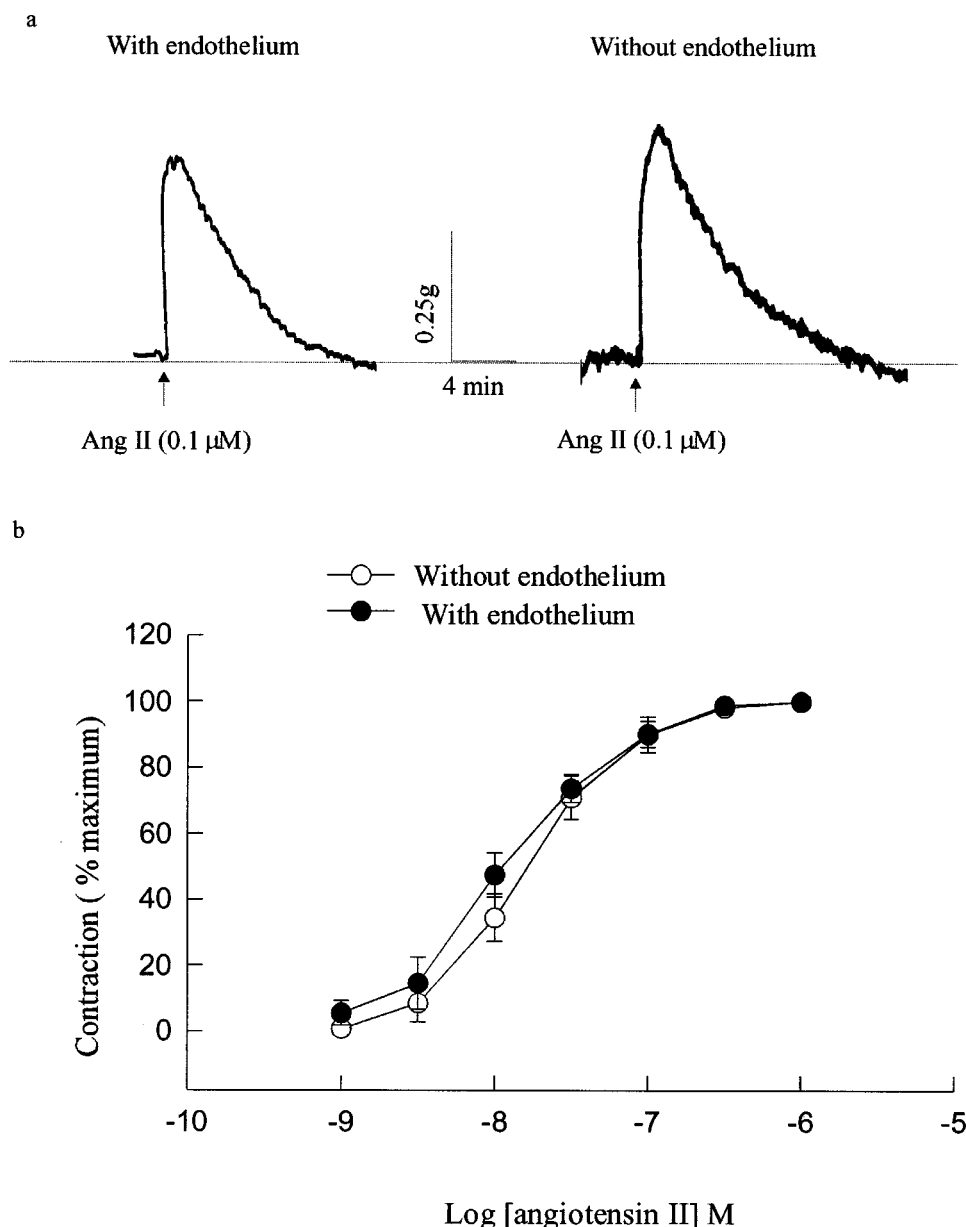 a
With endothelium
Without endothelium
0.25g
4 min
Ang II (0.1 µM)
Ang II (0.1 µM)
b
Without endothelium
With endothelium
120
100
80
60
40
20
0
Contraction ( % maximum)
-10
-9
-8
-7
-6
-5
Log [angiotensin II] M